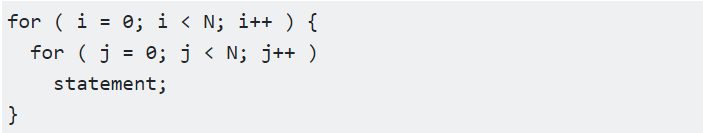 for ( i = 0; i < N; i++ ) {
  for ( j = 0; j < N; j++ )
    statement;
}